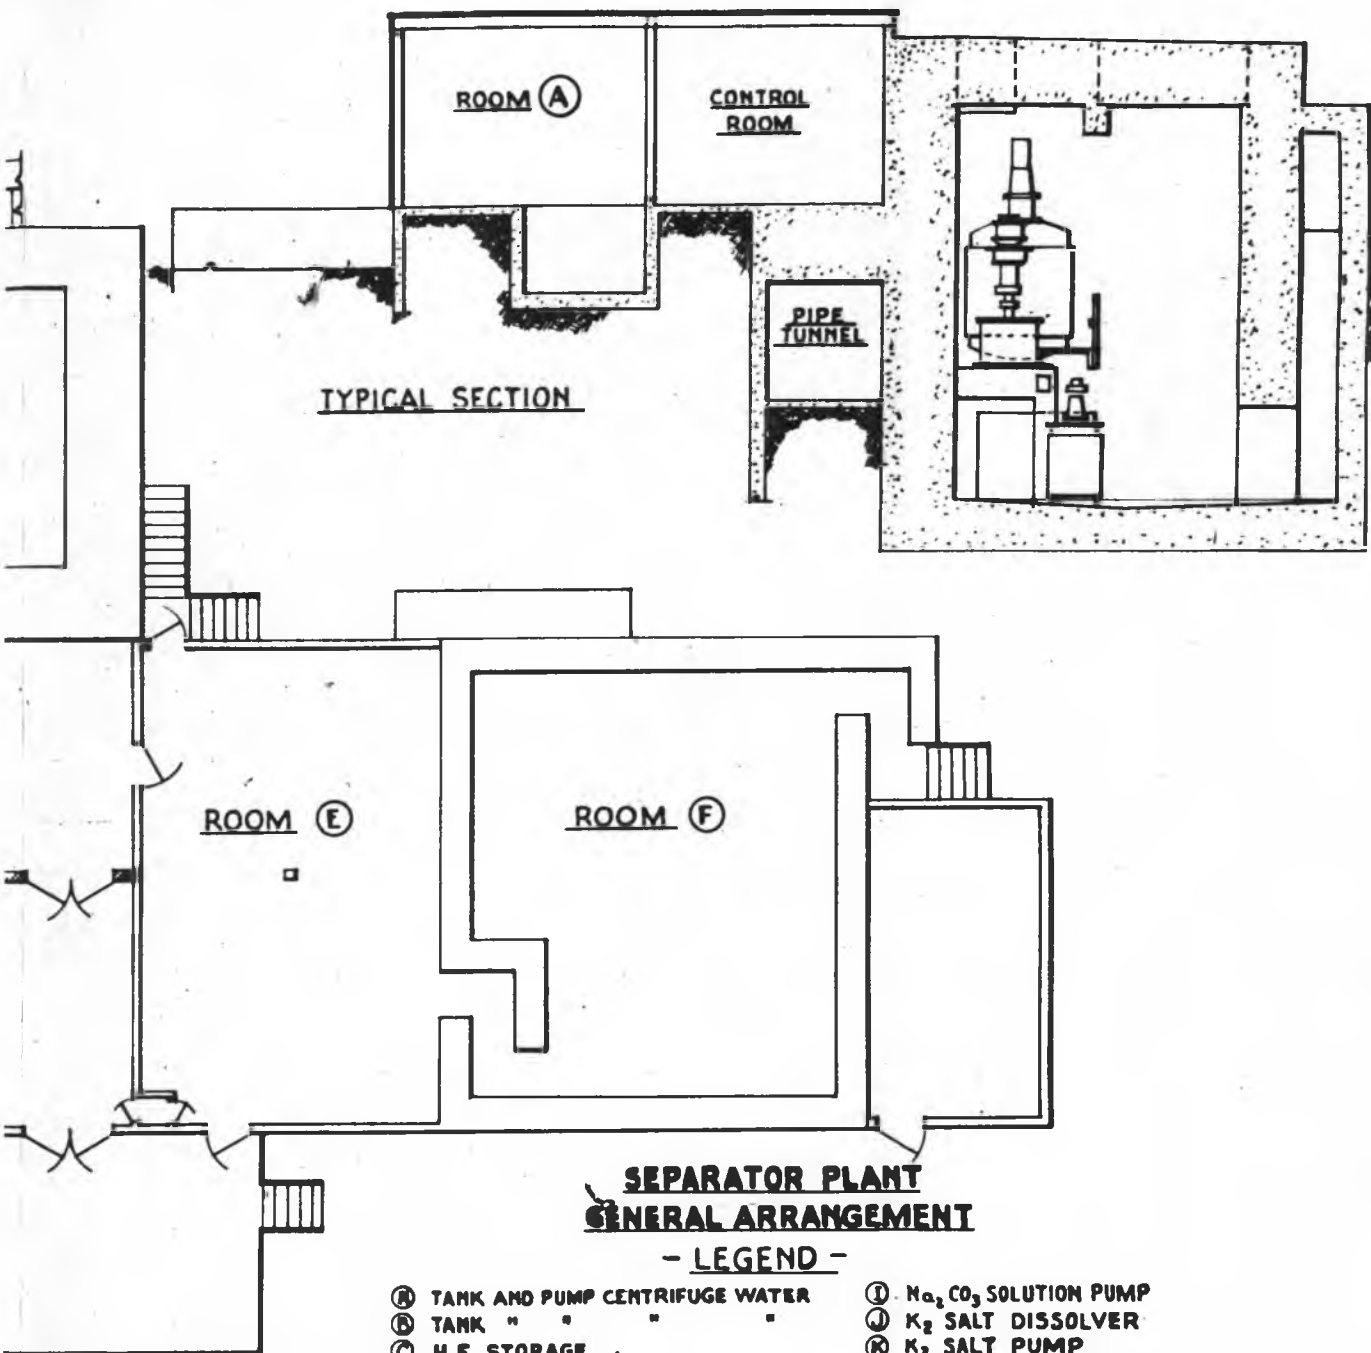 ROOM A
CONTROL
ROOM
PIPE
TUNNEL
TYPICAL SECTION
ROOM E
ROOM F
SEPARATOR PLANT
GENERAL ARRANGEMENT
- LEGEND -
A TANK AND PUMP CENTRIFUGE WATER
B TANK " " " "
C H.F. STORAGE
I Na₂CO₃ SOLUTION PUMP
J K₂ SALT DISSOLVER
K K₂ SALT PUMP